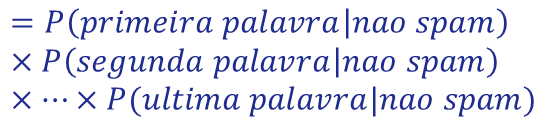 = P(primeira palavra|nao spam)
× P(segunda palavra|nao spam)
× ⋯ × P(ultima palavra|nao spam)